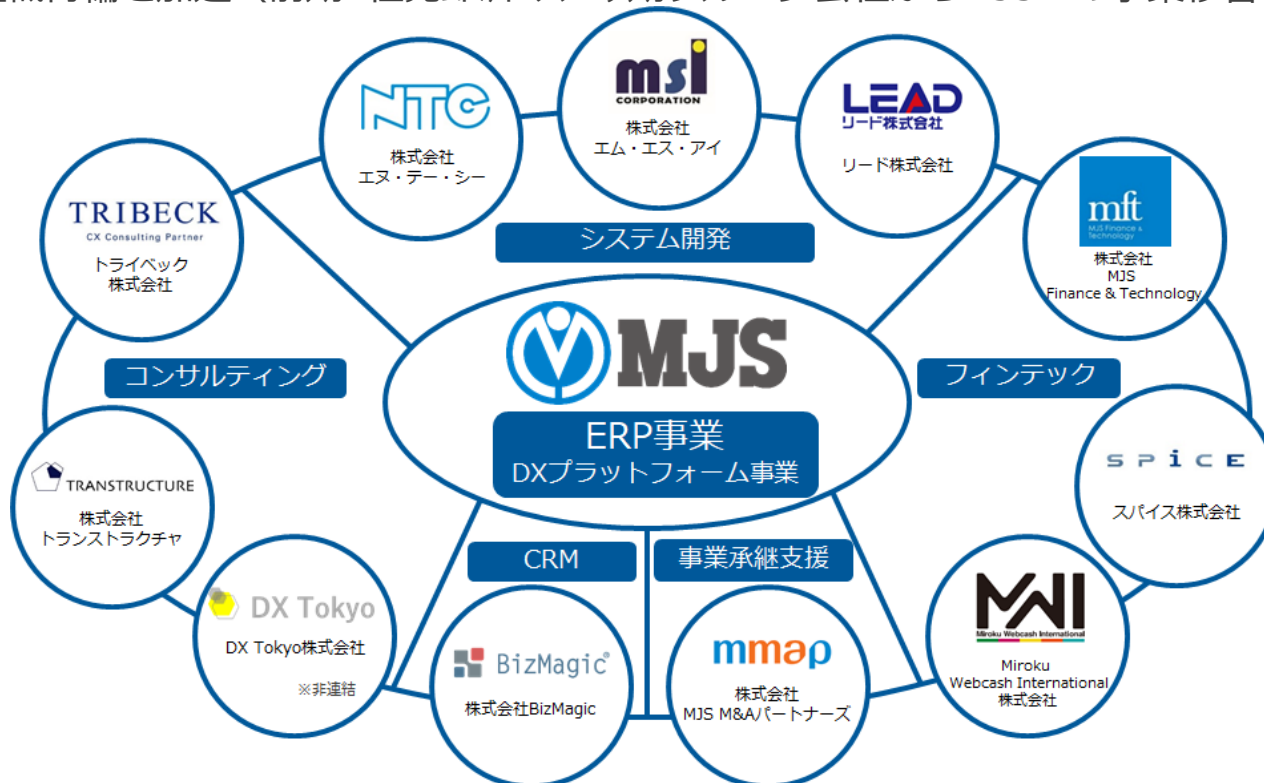 msi
CORPORATION
株式会社
エム・エス・アイ
NTC
株式会社
エヌ・テー・シー
LEAD
リード株式会社
リード株式会社
TRIBECK
CX Consulting Partner
トライベック
株式会社
mft
MJS Finance &
Technology
株式会社
MJS
Finance & Technology
システム開発
MJS
コンサルティング
フィンテック
ERP事業
DXプラットフォーム事業
TRANSTRUCTURE
株式会社
トランストラクチャ
SPiCE
スパイス株式会社
CRM
事業承継支援
DX Tokyo
DX Tokyo株式会社
※非連結
BizMagic®
株式会社BizMagic
mmap
株式会社
MJS M&Aパートナーズ
MWI
Miroku Webcash International
Miroku
Webcash International
株式会社